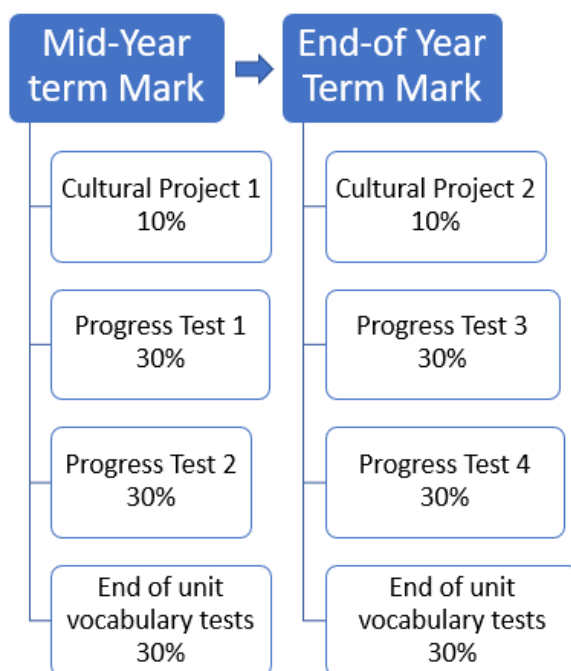 Mid-Year
term Mark
Cultural Project 1
10%
Progress Test 1
30%
Progress Test 2
30%
End of unit
vocabulary tests
30%
End-of Year
Term Mark
Cultural Project 2
10%
Progress Test 3
30%
Progress Test 4
30%
End of unit
vocabulary tests
30%